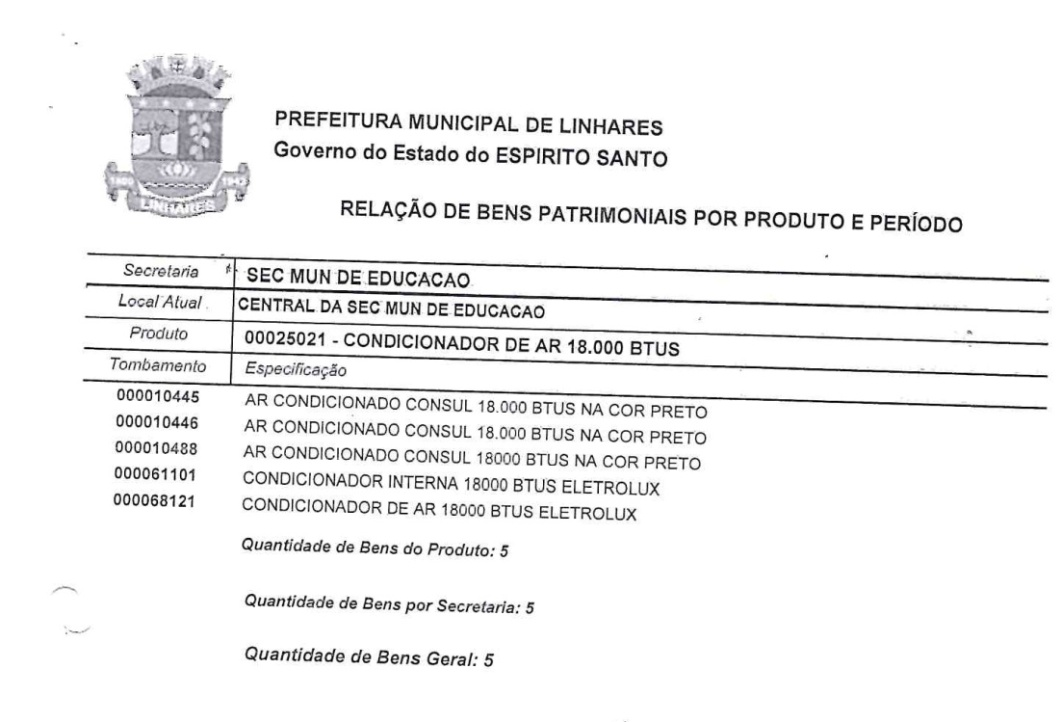 PREFEITURA MUNICIPAL DE LINHARES
Governo do Estado do ESPIRITO SANTO
LINHARES
RELAÇÃO DE BENS PATRIMONIAIS POR PRODUTO E PERÍODO
Secretaria SEC MUN DE EDUCACAO
Local Atual CENTRAL DA SEC MUN DE EDUCACAO
Produto 00025021 - CONDICIONADOR DE AR 18.000 BTUS
Tombamento Especificação
000010445 AR CONDICIONADO CONSUL 18.000 BTUS NA COR PRETO
000010446 AR CONDICIONADO CONSUL 18.000 BTUS NA COR PRETO
000010488 AR CONDICIONADO CONSUL 18000 BTUS NA COR PRETO
000061101 CONDICIONADOR INTERNA 18000 BTUS ELETROLUX
000068121 CONDICIONADOR DE AR 18000 BTUS ELETROLUX
Quantidade de Bens do Produto: 5
Quantidade de Bens por Secretaria: 5
Quantidade de Bens Geral: 5